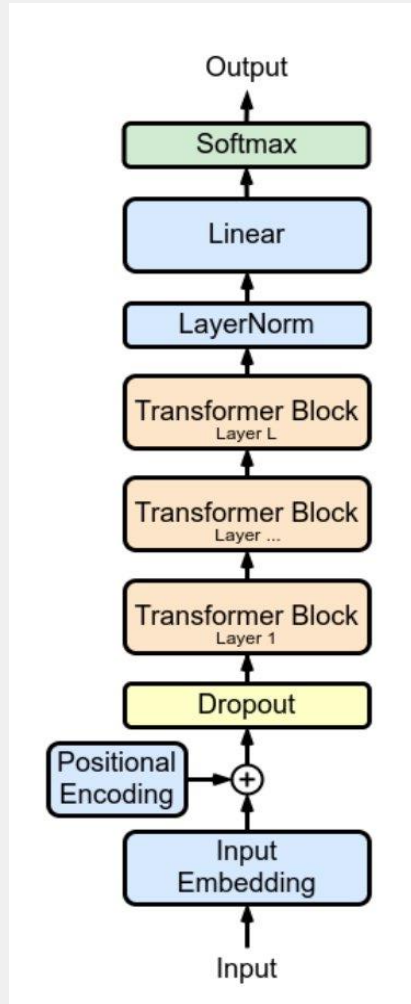 Output
Softmax
Linear
LayerNorm
Transformer Block
Layer L
Transformer Block
Layer ...
Transformer Block
Layer 1
Dropout
Positional
Encoding
+
Input
Embedding
Input